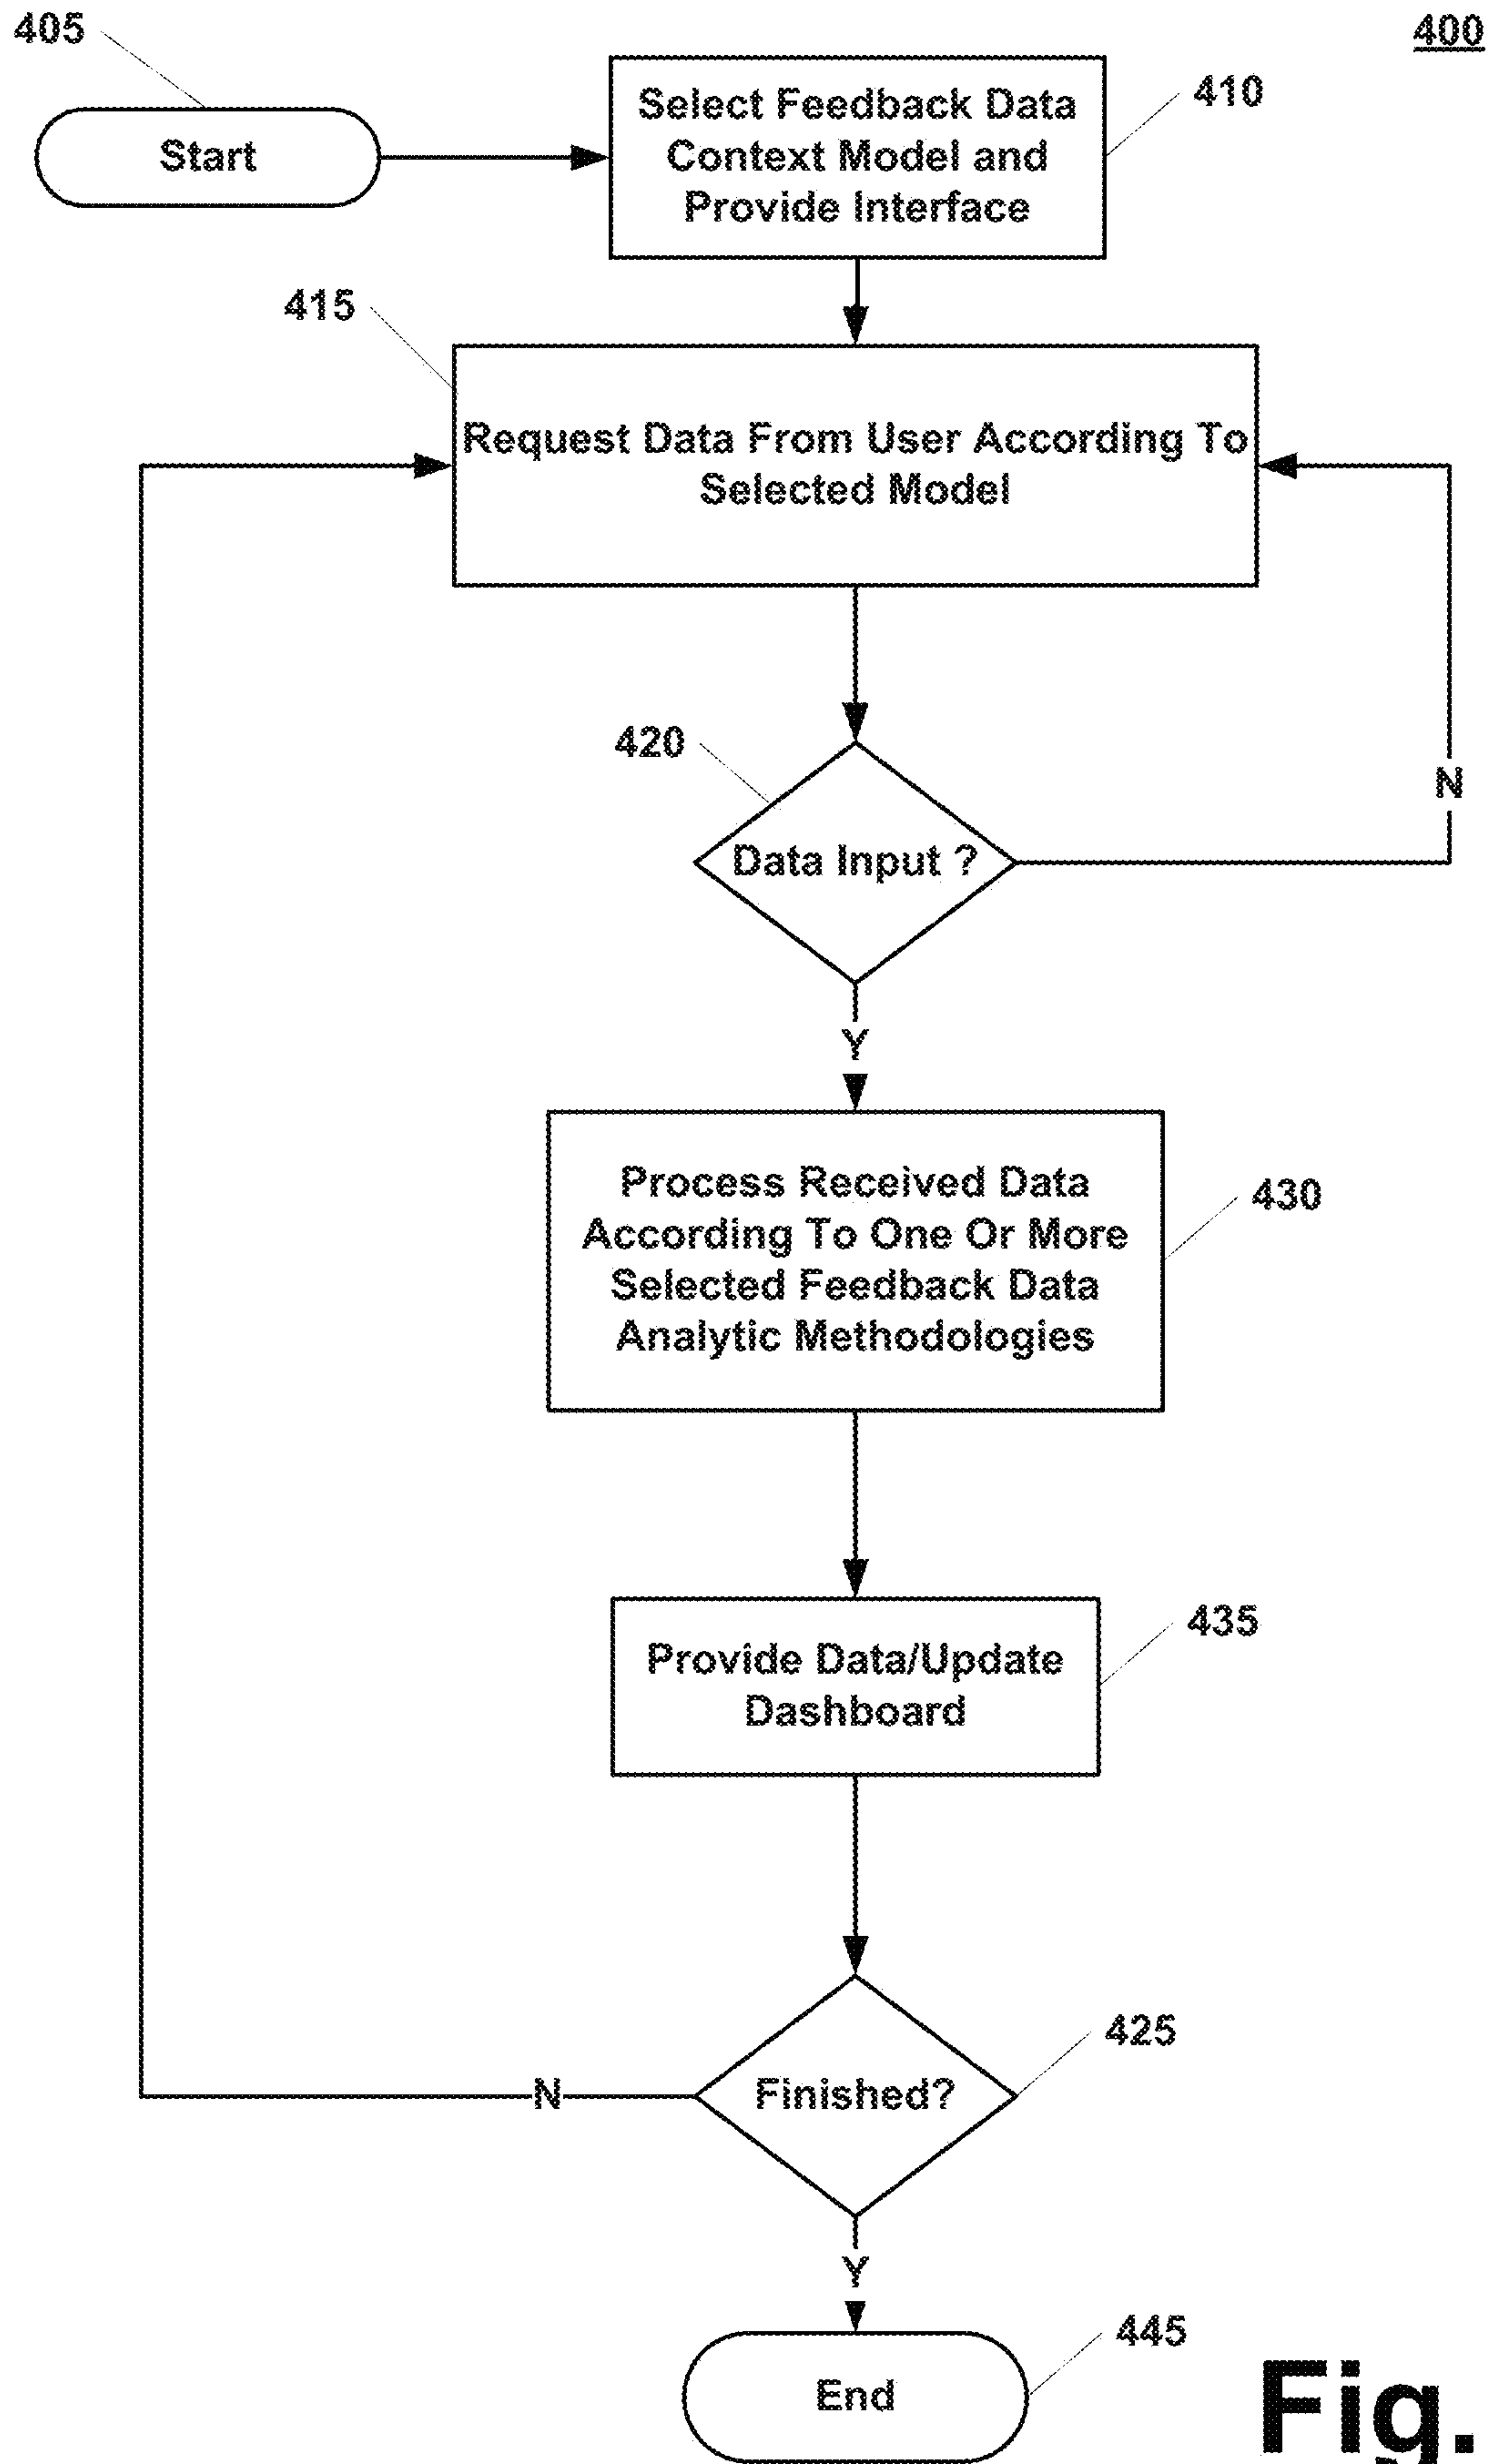 405
400
Start
Select Feedback Data
Context Model and
Provide Interface
410
415
Request Data From User According To
Selected Model
420
Data Input ?
N
Y
Process Received Data
According To One Or More
Selected Feedback Data
Analytic Methodologies
430
Provide Data/Update
Dashboard
435
Finished?
425
N
Y
End
445
Fig.